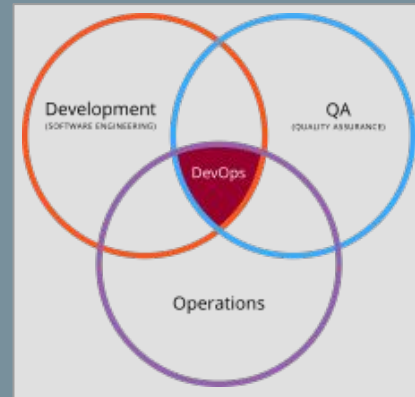 Development
(SOFTWARE ENGINEERING)
QA
(QUALITY ASSURANCE)
DevOps
Operations